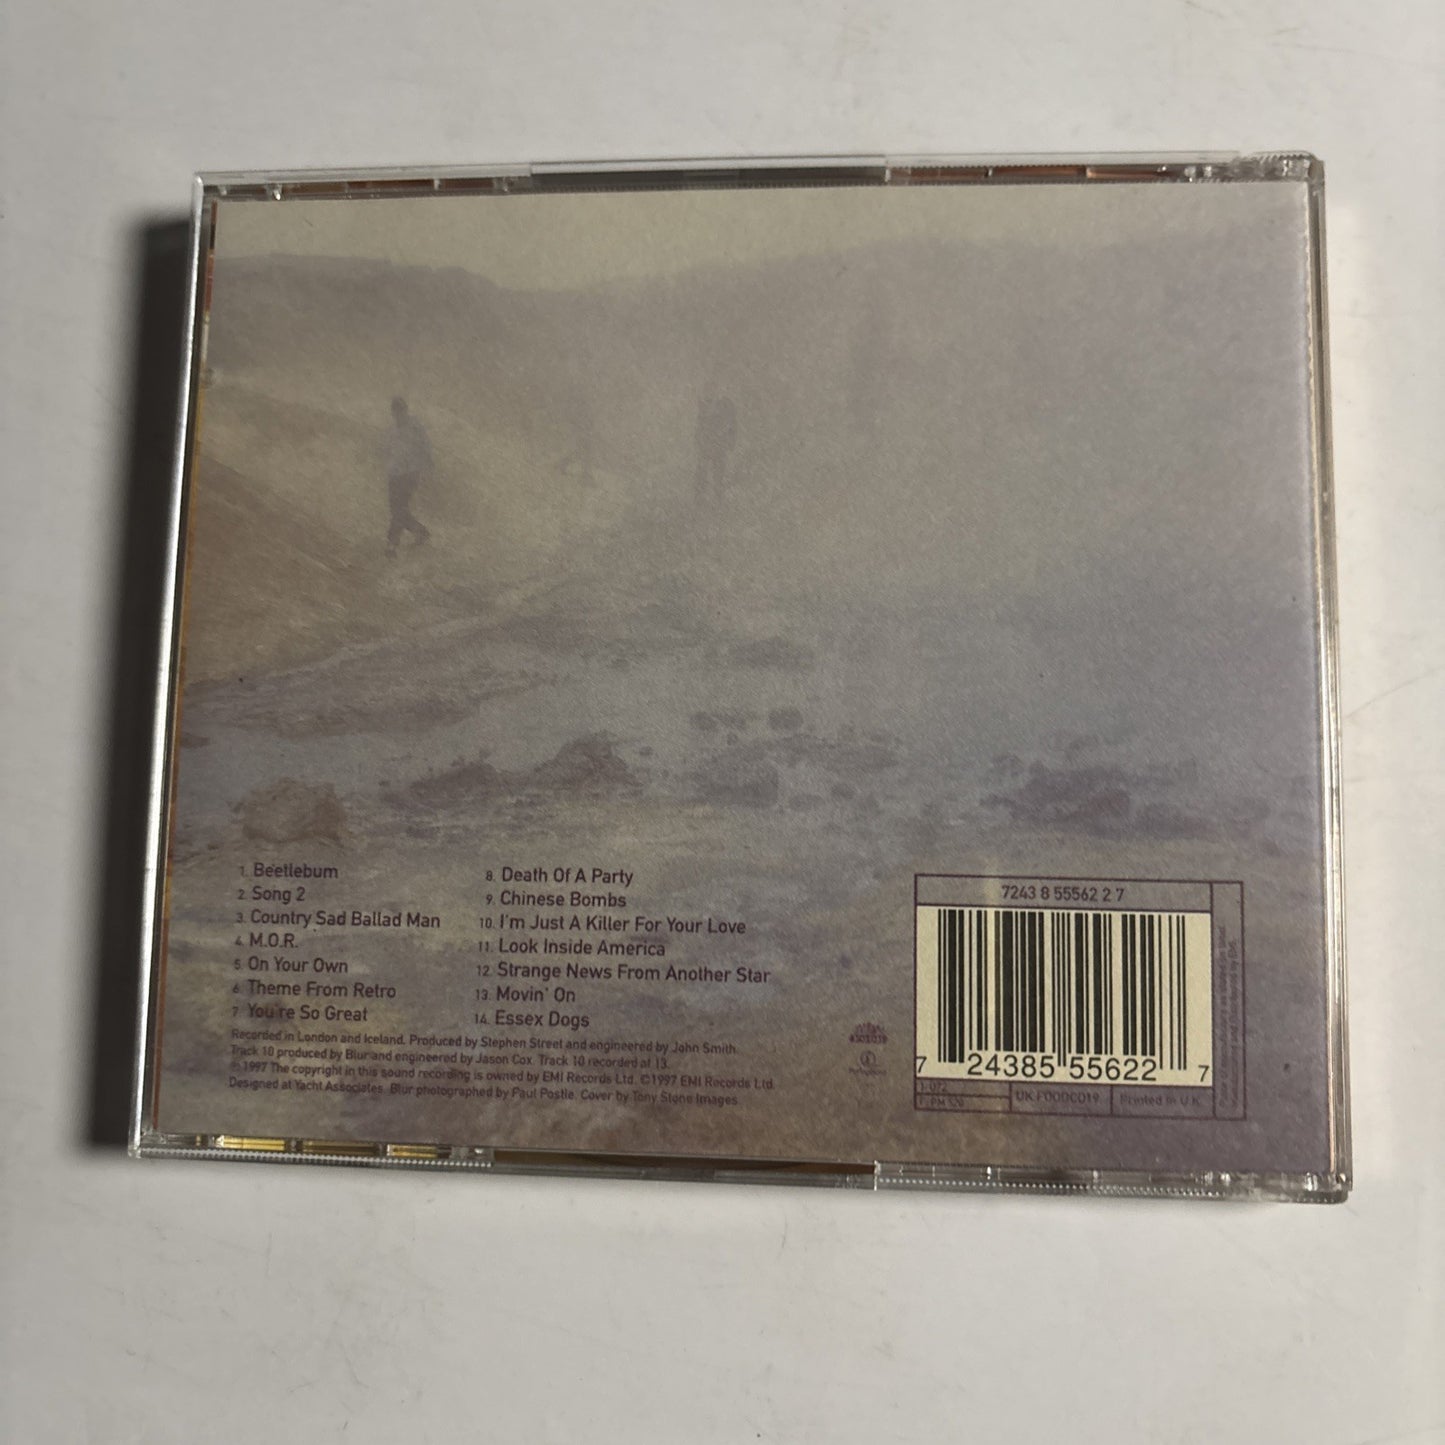 1. Beetlebum
2. Song 2
3. Country Sad Ballad Man
4. M.O.R.
5. On Your Own
6. Theme From Retro
7. You're So Great
8. Death Of A Party
9. Chinese Bombs
10. I'm Just A Killer For Your Love
11. Look Inside America
12. Strange News From Another Star
13. Movin' On
14. Essex Dogs
Recorded in London and Iceland. Produced by Stephen Street and engineered by John Smith.
Track 10 produced by Blur and engineered by Jason Cox. Track 10 recorded at 13.
℗ 1997 The copyright in this sound recording is owned by EMI Records Ltd. ©1997 EMI Records Ltd.
Designed at Yacht Associates. Blur photographed by Paul Postle. Cover by Tony Stone Images.
Parlophone
7243 8 55562 2 7
7 24385 55622 7
UK FOODCD19
Printed in U.K.